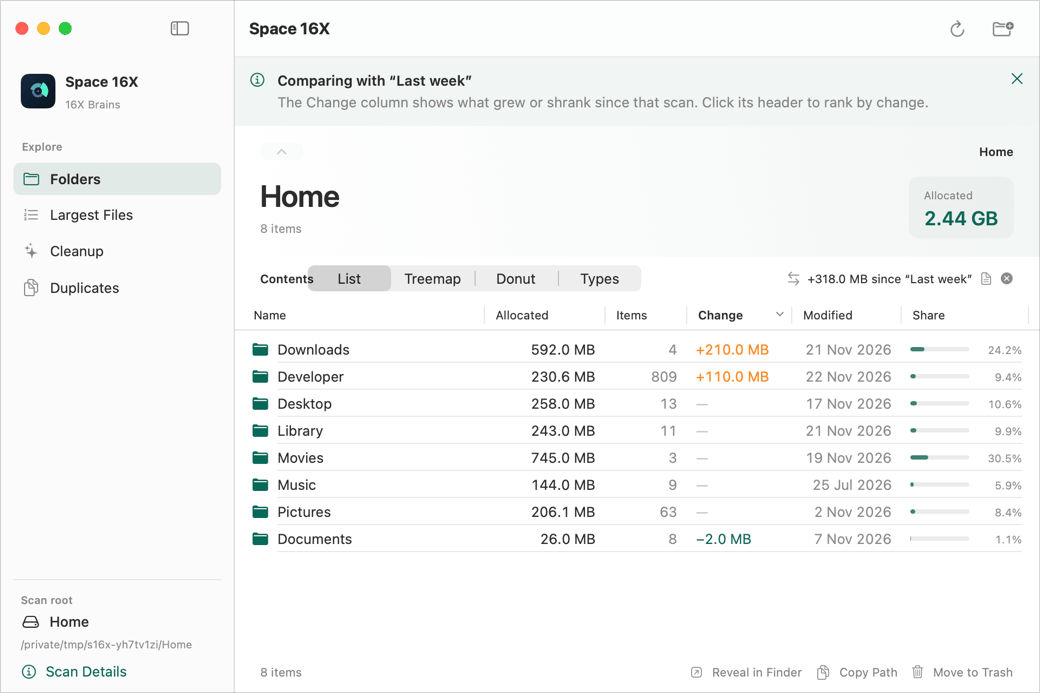 Space 16X
Space 16X
16X Brains
Explore
Folders
Largest Files
Cleanup
Duplicates
Scan root
Home
/private/tmp/s16x-yh7tv1zi/Home
Scan Details
Comparing with “Last week”
The Change column shows what grew or shrank since that scan. Click its header to rank by change.
Home
Home
8 items
Allocated
2.44 GB
Contents List Treemap Donut Types +318.0 MB since “Last week”
Name Allocated Items Change Modified Share
Downloads 592.0 MB 4 +210.0 MB 21 Nov 2026 24.2%
Developer 230.6 MB 809 +110.0 MB 22 Nov 2026 9.4%
Desktop 258.0 MB 13 — 17 Nov 2026 10.6%
Library 243.0 MB 11 — 21 Nov 2026 9.9%
Movies 745.0 MB 3 — 19 Nov 2026 30.5%
Music 144.0 MB 9 — 25 Jul 2026 5.9%
Pictures 206.1 MB 63 — 2 Nov 2026 8.4%
Documents 26.0 MB 8 −2.0 MB 7 Nov 2026 1.1%
8 items Reveal in Finder Copy Path Move to Trash